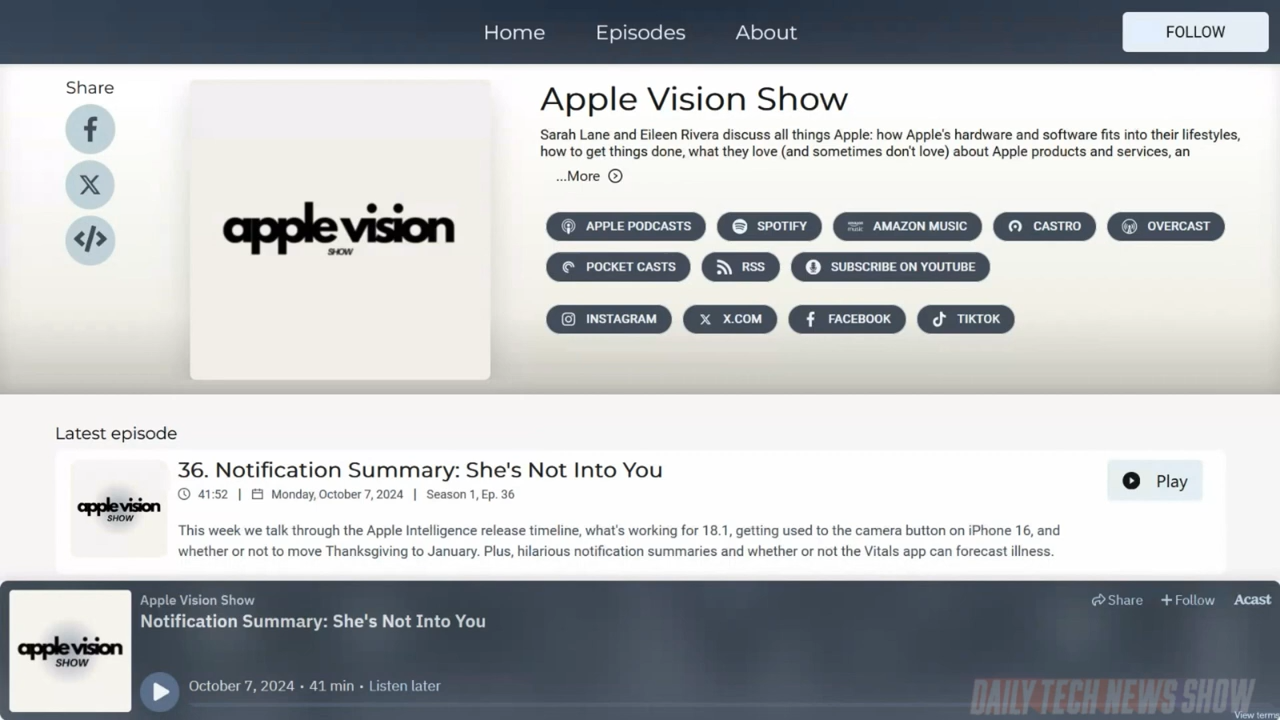 Home Episodes About FOLLOW
Share
apple vision
SHOW
Apple Vision Show
Sarah Lane and Eileen Rivera discuss all things Apple: how Apple's hardware and software fits into their lifestyles,
how to get things done, what they love (and sometimes don't love) about Apple products and services, an
...More
APPLE PODCASTS SPOTIFY amazon music AMAZON MUSIC CASTRO OVERCAST
POCKET CASTS RSS SUBSCRIBE ON YOUTUBE
INSTAGRAM X.COM FACEBOOK TIKTOK
Latest episode
apple vision
SHOW
36. Notification Summary: She's Not Into You
41:52 | Monday, October 7, 2024 | Season 1, Ep. 36
This week we talk through the Apple Intelligence release timeline, what's working for 18.1, getting used to the camera button on iPhone 16, and
whether or not to move Thanksgiving to January. Plus, hilarious notification summaries and whether or not the Vitals app can forecast illness.
Play
apple vision
SHOW
Apple Vision Show
Notification Summary: She's Not Into You
Share + Follow Acast
October 7, 2024 • 41 min • Listen later
DAILY TECH NEWS SHOW
View terms